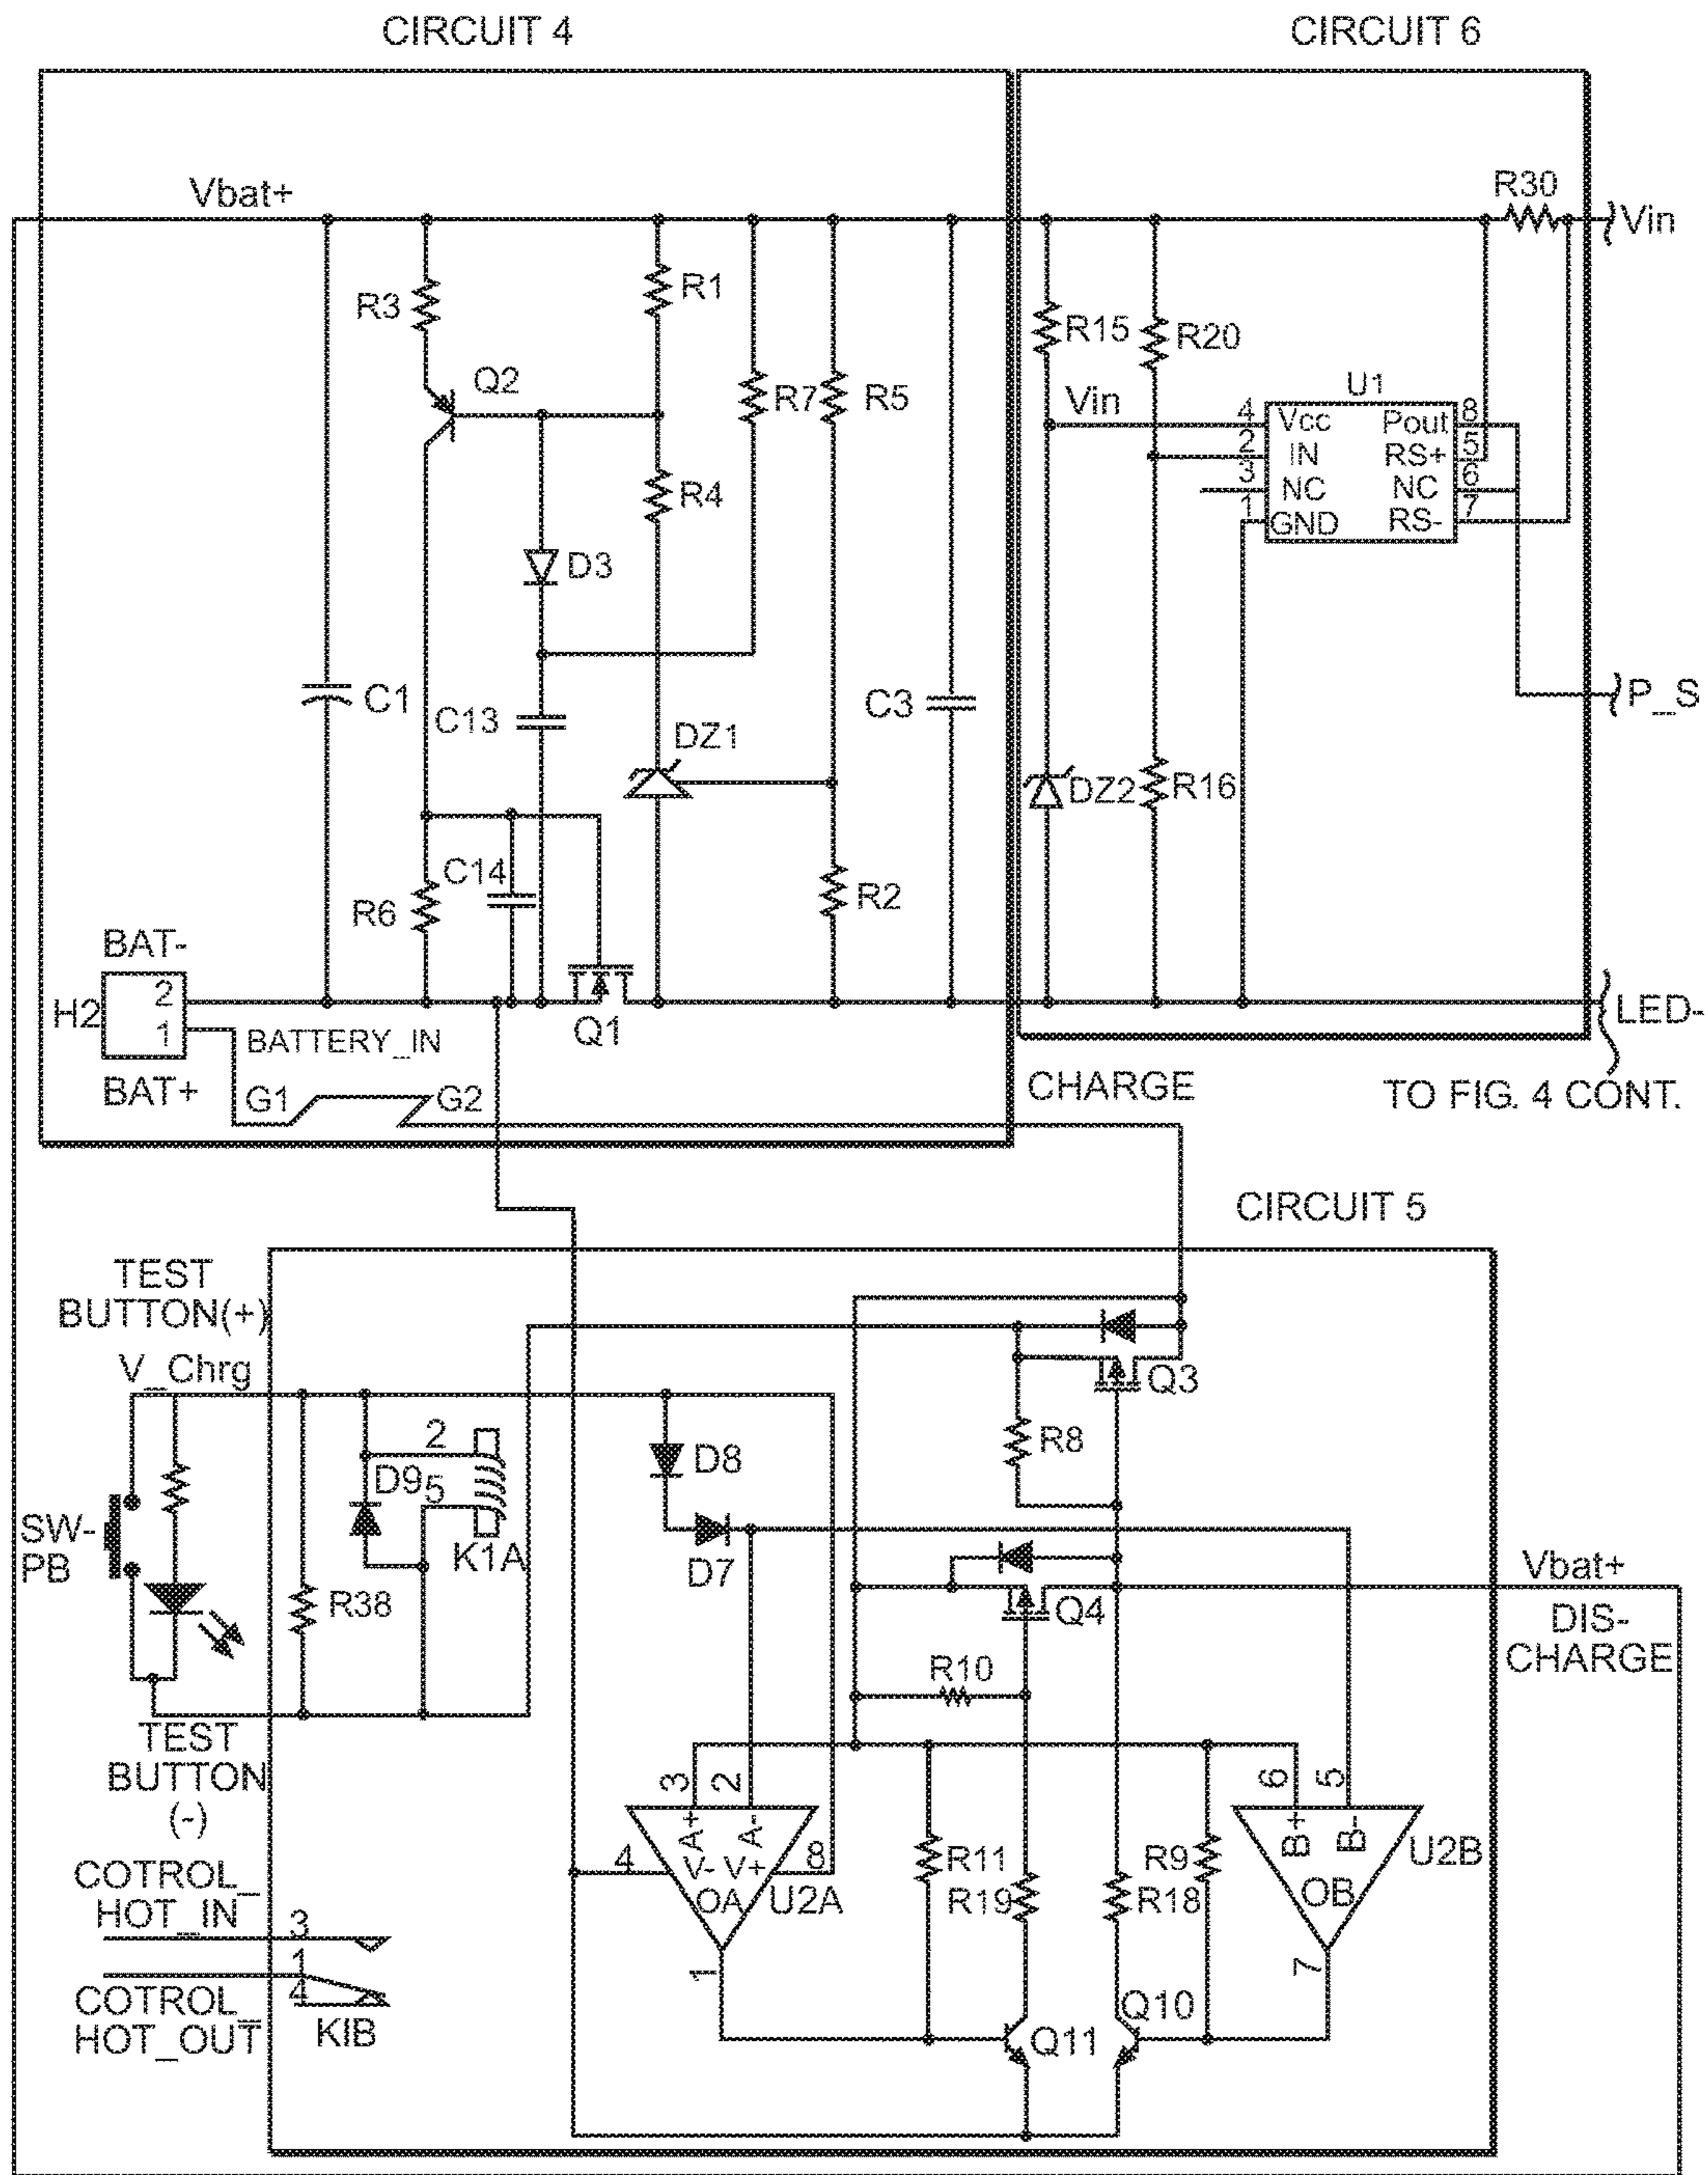 CIRCUIT 4
CIRCUIT 6
Vbat+
R30
Vin
R3
R1
R15
R20
Q2
R7
R5
Vin
U1
4
Vcc
Pout
8
2
IN
RS+
5
3
NC
NC
6
1
GND
RS-
7
R4
D3
C1
C13
C3
P_S
DZ1
DZ2
R16
C14
R6
R2
BAT-
H2
2
1
BATTERY_IN
Q1
LED-
BAT+
G1
G2
CHARGE
TO FIG. 4 CONT.
CIRCUIT 5
TEST
BUTTON(+)
V_Chrg
Q3
2
R8
D8
D9
5
SW-
PB
K1A
D7
Vbat+
R38
Q4
DIS-
CHARGE
R10
TEST
BUTTON
(-)
3
2
6
5
A+
A-
B+
B-
4
V-
V+
8
R11
R9
U2B
COTROL_
HOT_IN
OA
U2A
R19
R18
OB
3
1
1
7
4
COTROL_
HOT_OUT
KIB
Q11
Q10